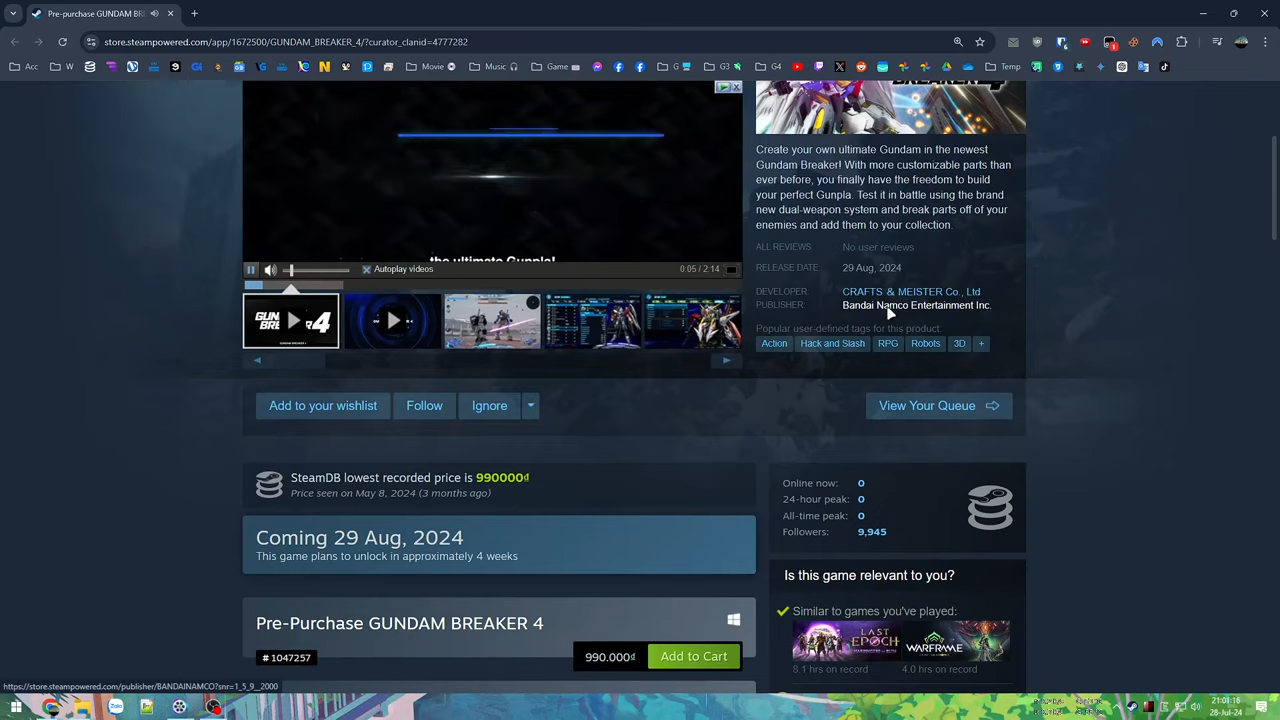 Pre-purchase GUNDAM BRE
store.steampowered.com/app/1672500/GUNDAM_BREAKER_4/?curator_clanid=4777282
Acc
W
Movie
Music
Game
G
G3
G4
Temp
the ultimate Gunpla!
Autoplay videos
0:05 / 2:14
GUN
BRE 4
GUNDAM BREAKER 4
Create your own ultimate Gundam in the newest
Gundam Breaker! With more customizable parts than
ever before, you finally have the freedom to build
your perfect Gunpla. Test it in battle using the brand
new dual-weapon system and break parts off of your
enemies and add them to your collection.
ALL REVIEWS No user reviews
RELEASE DATE 29 Aug, 2024
DEVELOPER: CRAFTS & MEISTER Co., Ltd
PUBLISHER: Bandai Namco Entertainment Inc.
Popular user-defined tags for this product:
Action Hack and Slash RPG Robots 3D +
Add to your wishlist Follow Ignore
View Your Queue
SteamDB lowest recorded price is 990000₫
Price seen on May 8, 2024 (3 months ago)
Coming 29 Aug, 2024
This game plans to unlock in approximately 4 weeks
Pre-Purchase GUNDAM BREAKER 4
# 1047257
990.000₫ Add to Cart
Online now: 0
24-hour peak: 0
All-time peak: 0
Followers: 9,945
Is this game relevant to you?
Similar to games you've played:
LAST EPOCH
WARFRAME
8.1 hrs on record
4.0 hrs on record
https://store.steampowered.com/publisher/BANDAINAMCO?snr=1_5_9__2000
Zalo
21:01:16
28-Jul-24